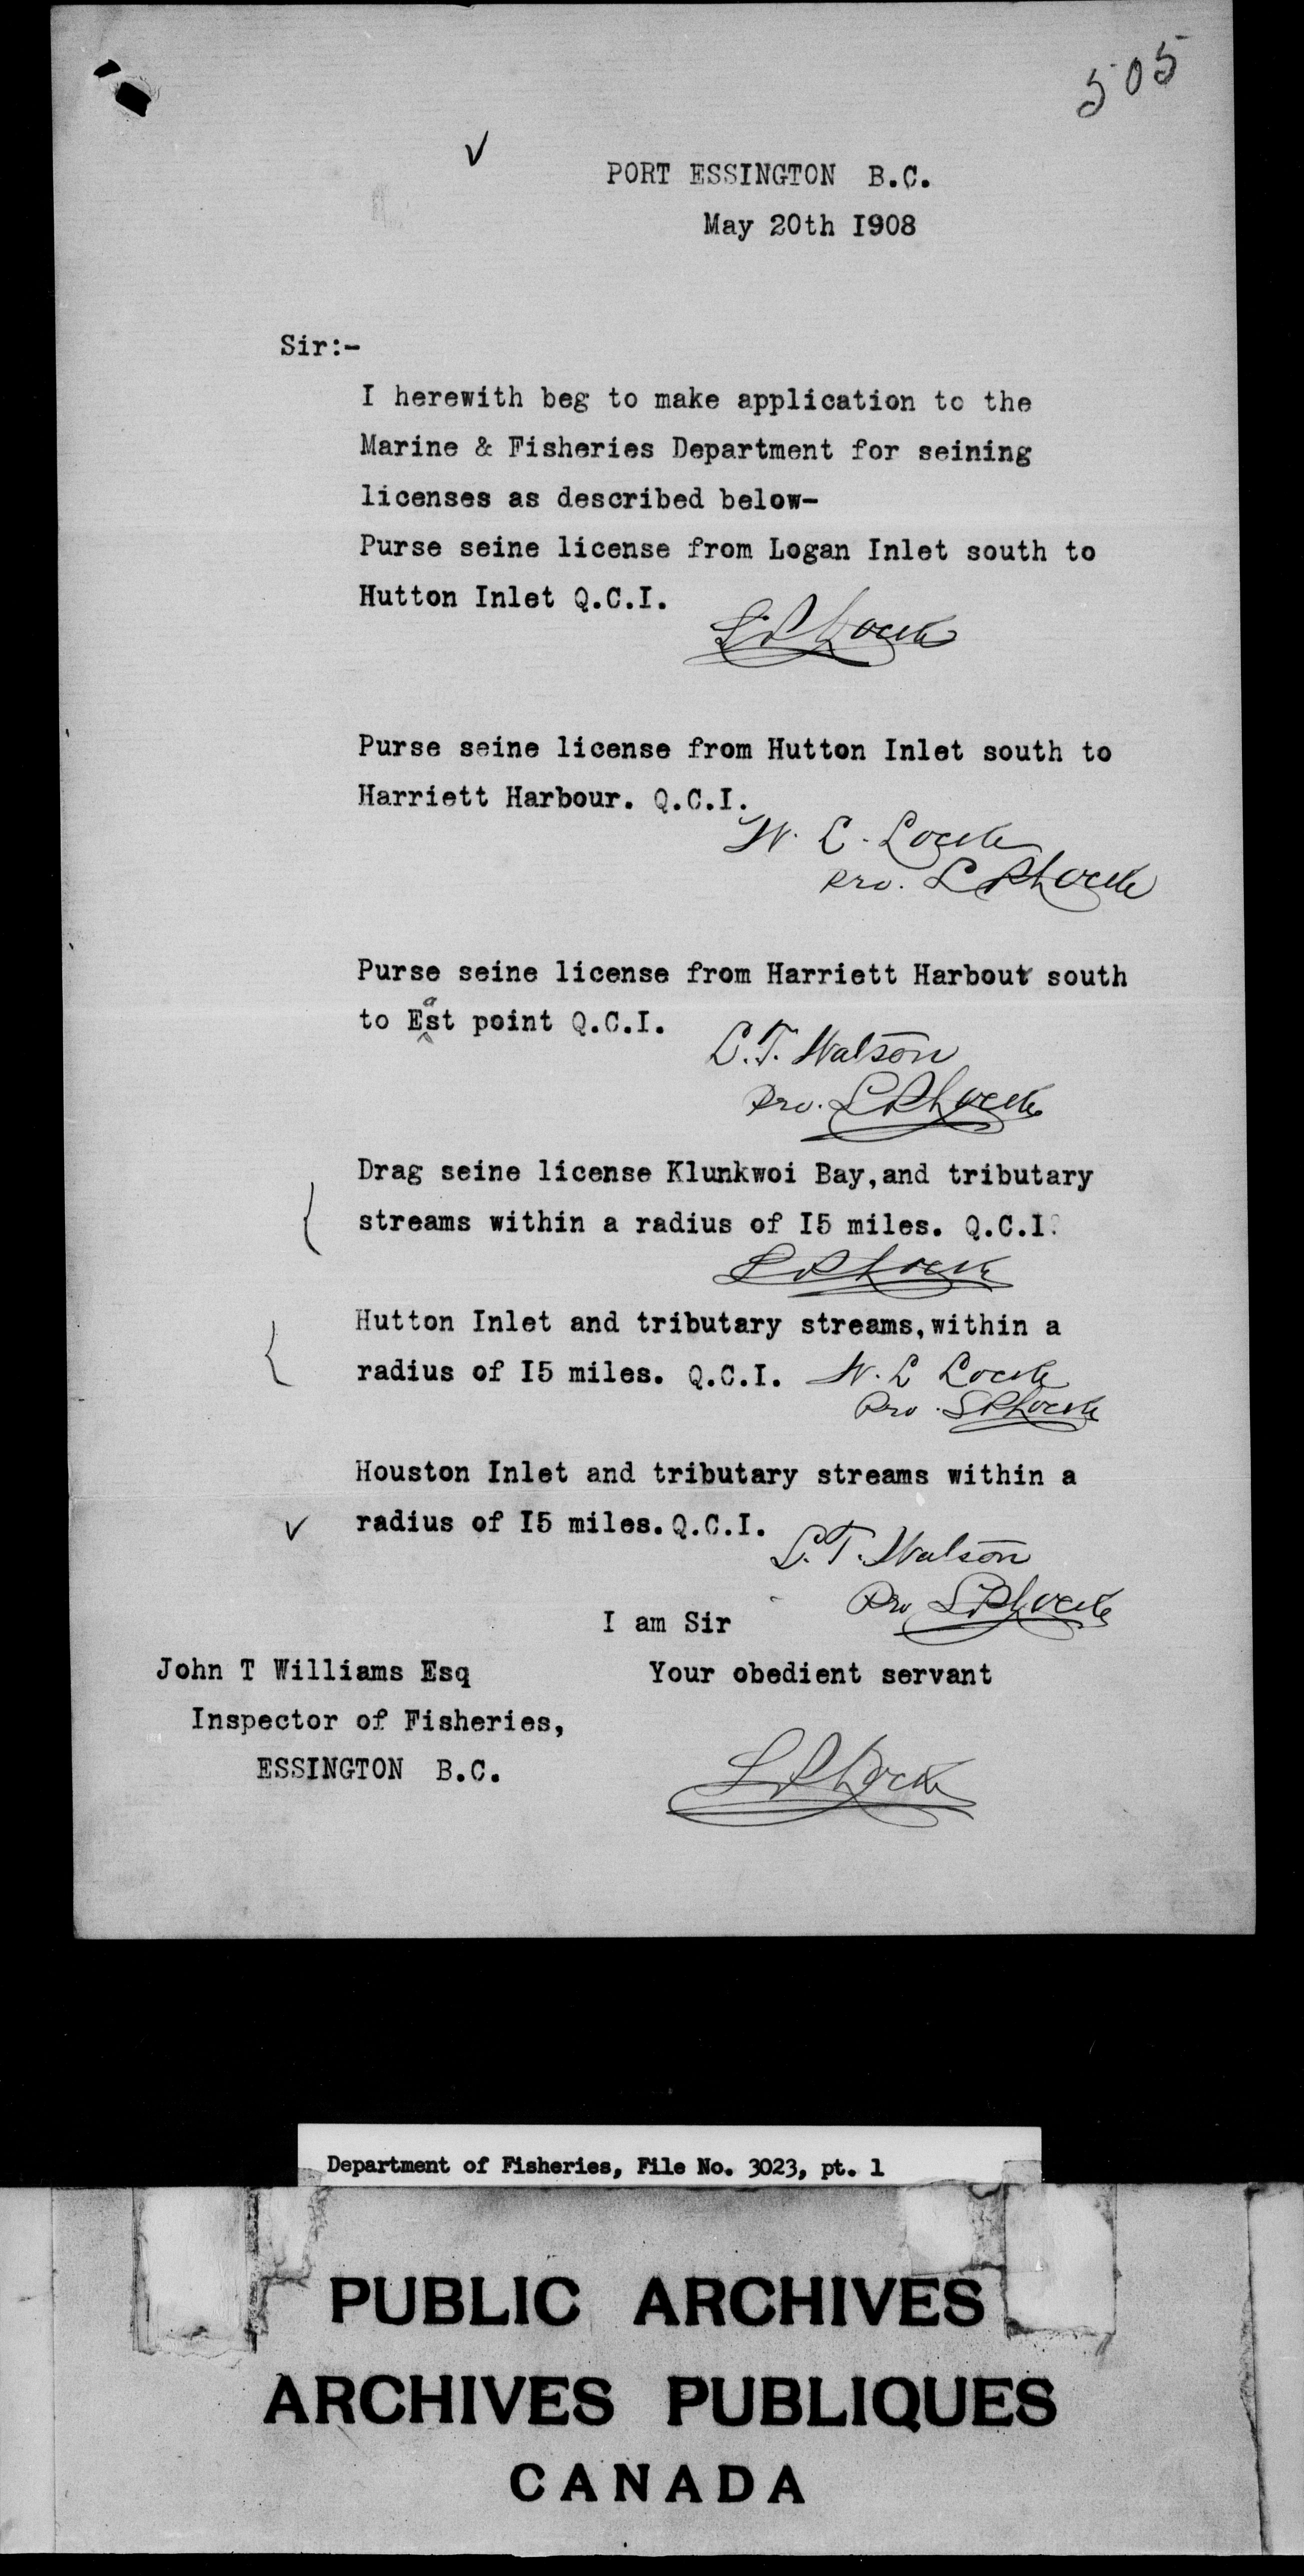 505
PORT ESSINGTON B.C.
May 20th I908
Sir:-
I herewith beg to make application to the
Marine & Fisheries Department for seining
licenses as described below-
Purse seine license from Logan Inlet south to
Hutton Inlet Q.C.I.
L P Locke
Purse seine license from Hutton Inlet south to
Harriett Harbour. Q.C.I.
W. L. Locke
Pro. L P Locke
Purse seine license from Harriett Harbour south
to East point Q.C.I.
L. T. Watson
Pro. L P Locke
Drag seine license Klunkwoi Bay,and tributary
streams within a radius of I5 miles. Q.C.I.
L P Locke
Hutton Inlet and tributary streams,within a
radius of I5 miles. Q.C.I.
W. L Locke
Pro. L P Locke
Houston Inlet and tributary streams within a
radius of I5 miles.Q.C.I.
L. T. Watson
Pro L P Locke
I am Sir
John T Williams Esq Your obedient servant
Inspector of Fisheries,
ESSINGTON B.C.
L P Locke
Department of Fisheries, File No. 3023, pt. 1
PUBLIC ARCHIVES
ARCHIVES PUBLIQUES
CANADA